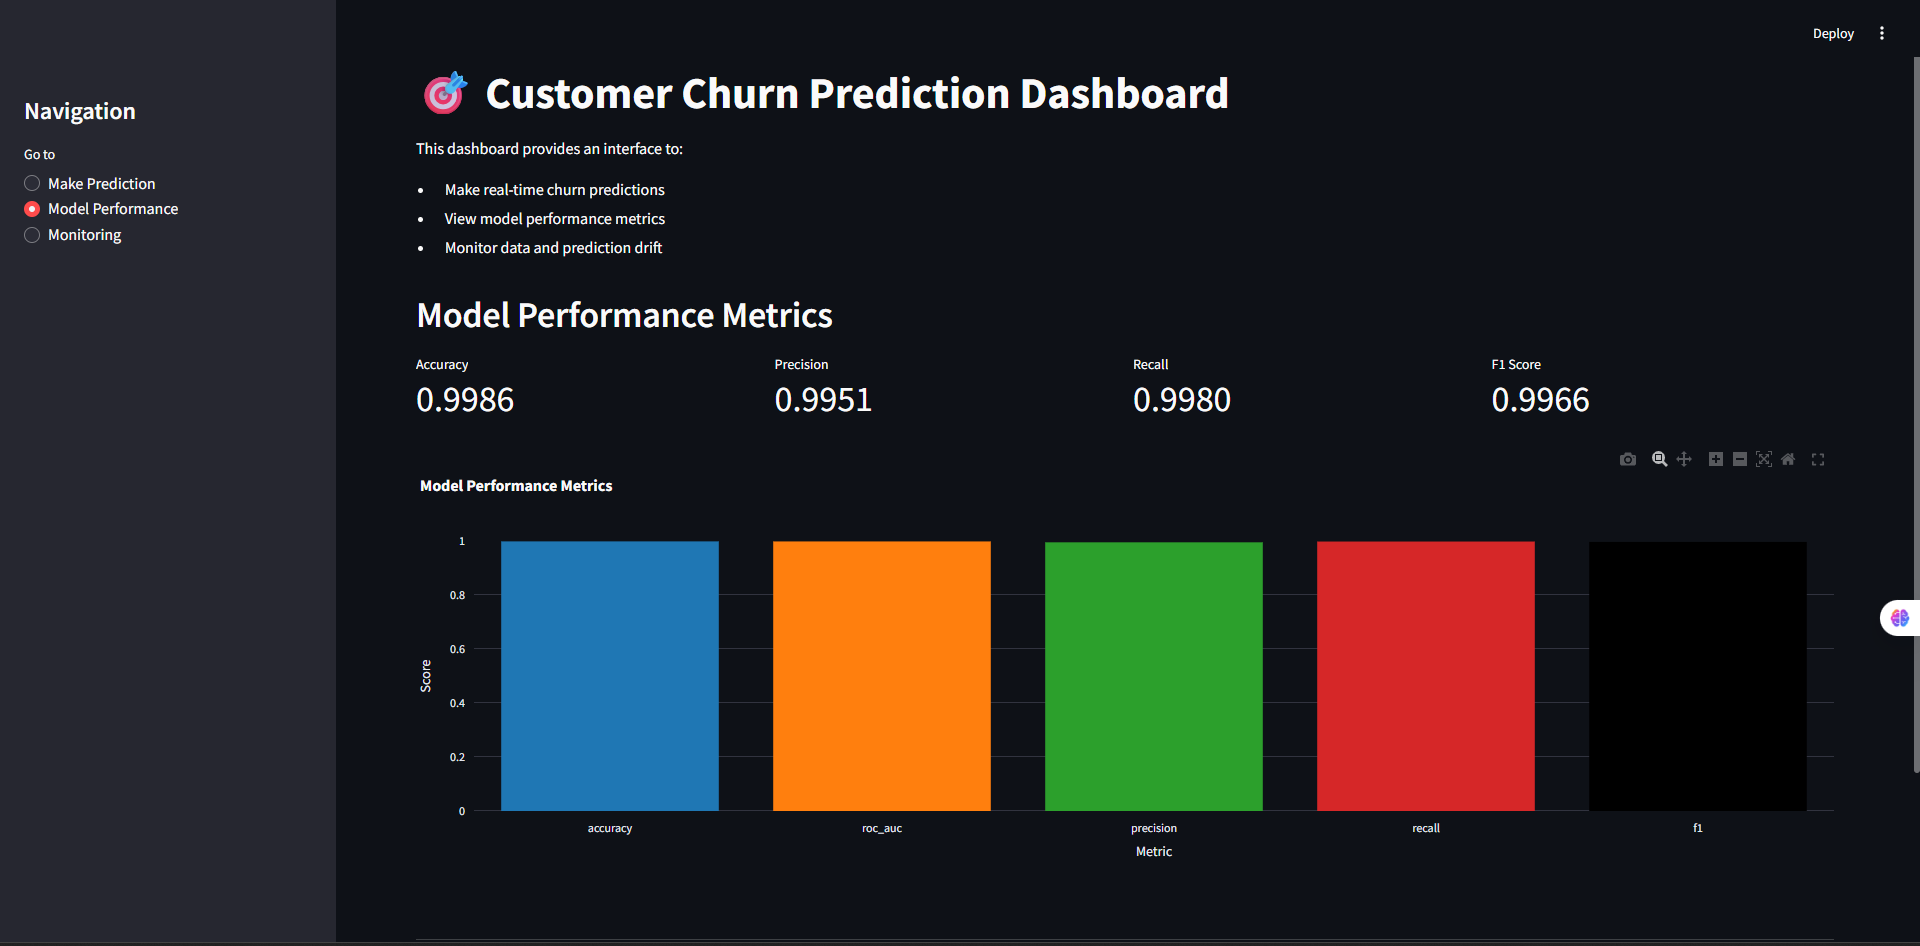 Deploy
Navigation
Go to
Make Prediction
Model Performance
Monitoring
Customer Churn Prediction Dashboard
This dashboard provides an interface to:
Make real-time churn predictions
View model performance metrics
Monitor data and prediction drift
Model Performance Metrics
Accuracy Precision Recall F1 Score
0.9986 0.9951 0.9980 0.9966
Model Performance Metrics
1
0.8
0.6
0.4
0.2
0
Score
accuracy roc_auc precision recall f1
Metric